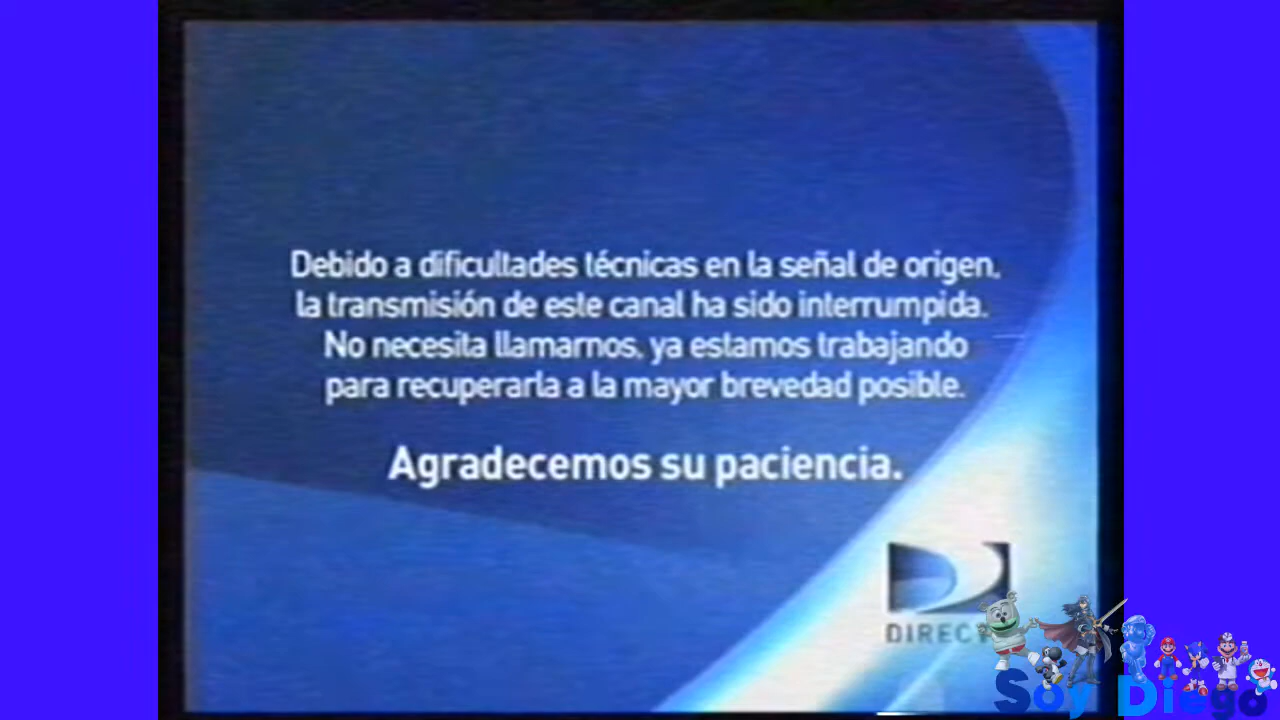 Debido a dificultades técnicas en la señal de origen,
la transmisión de este canal ha sido interrumpida.
No necesita llamarnos, ya estamos trabajando
para recuperarla a la mayor brevedad posible.
Agradecemos su paciencia.
DIRECT
Soy Diego